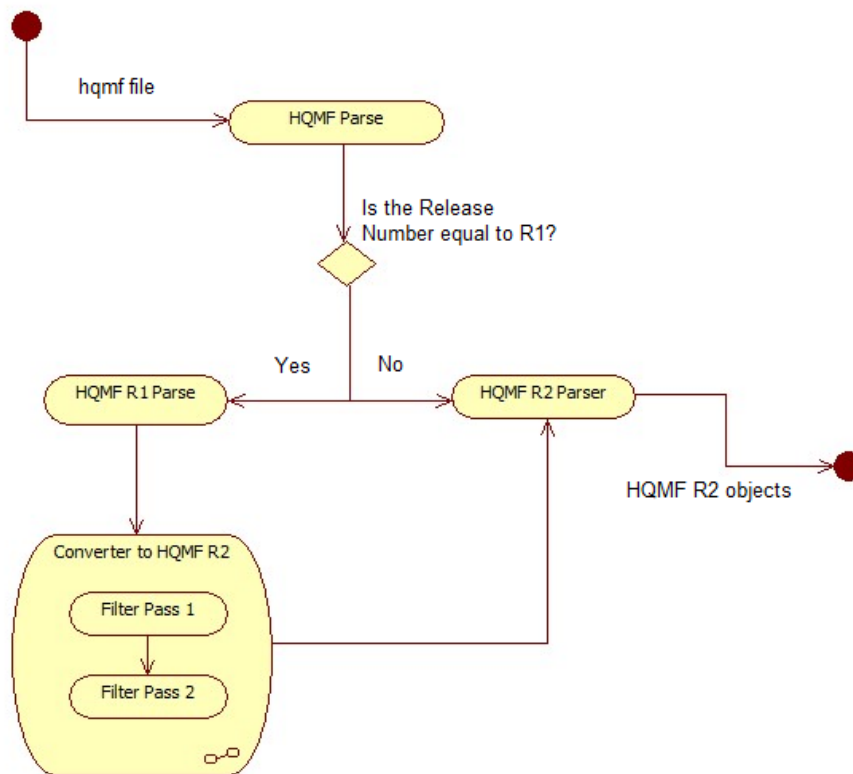 hqmf file
HQMF Parse
Is the Release
Number equal to R1?
Yes
No
HQMF R1 Parse
HQMF R2 Parser
HQMF R2 objects
Converter to HQMF R2
Filter Pass 1
Filter Pass 2